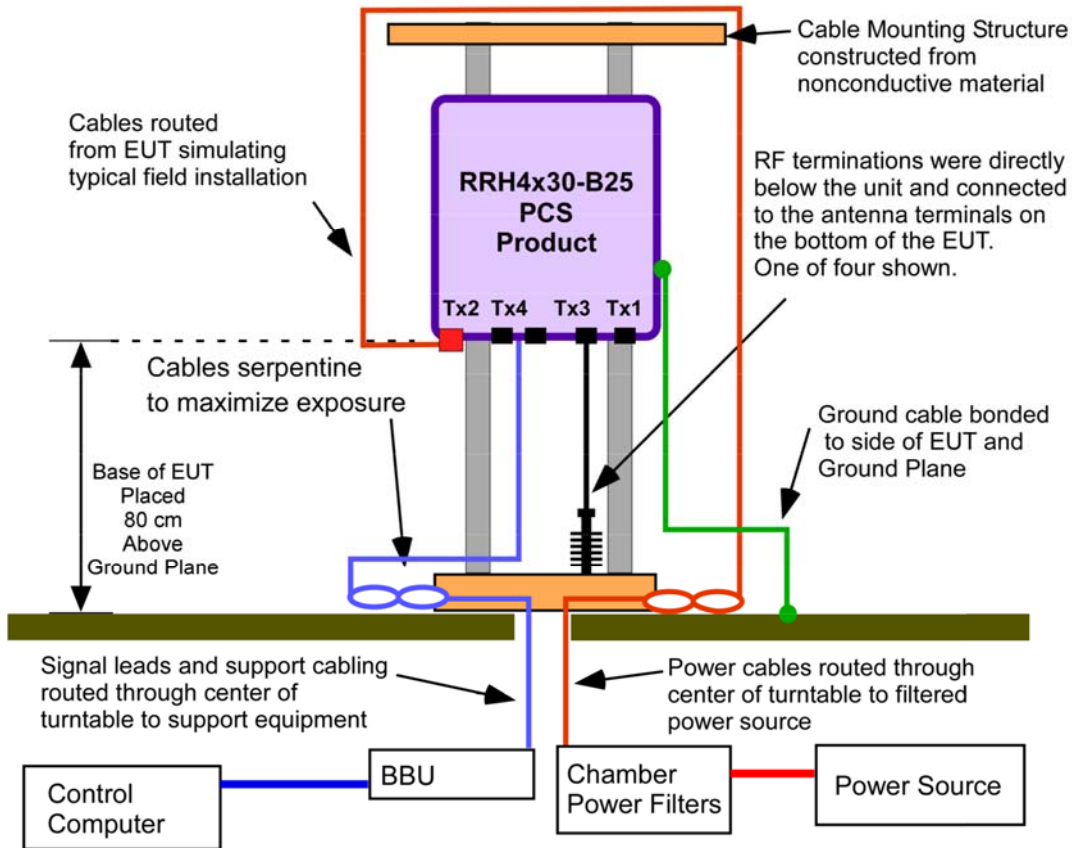 Cable Mounting Structure
constructed from
nonconductive material
Cables routed
from EUT simulating
typical field installation
RRH4x30-B25
PCS
Product
RF terminations were directly
below the unit and connected
to the antenna terminals on
the bottom of the EUT.
One of four shown.
Tx2 Tx4 Tx3 Tx1
Cables serpentine
to maximize exposure
Base of EUT
Placed
80 cm
Above
Ground Plane
Ground cable bonded
to side of EUT and
Ground Plane
Signal leads and support cabling
routed through center of
turntable to support equipment
Power cables routed through
center of turntable to filtered
power source
Control
Computer
BBU
Chamber
Power Filters
Power Source